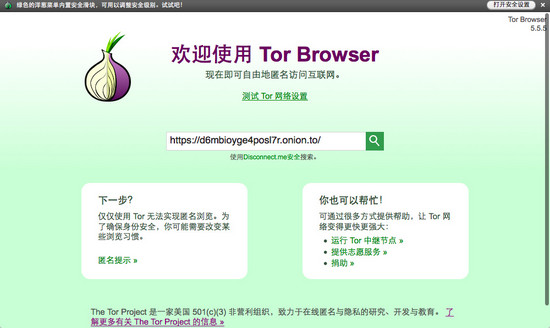 绿色的洋葱菜单内置安全滑块，可用以调整安全级别。试试吧！ 打开安全设置
Tor Browser
5.5.5
欢迎使用 Tor Browser
现在即可自由地匿名访问互联网。
测试 Tor 网络设置
https://d6mbioyge4posl7r.onion.to/
使用Disconnect.me安全搜索。
下一步？
仅仅使用 Tor 无法实现匿名浏览。为
了确保身份安全，你可能需要改变某
些浏览习惯。
匿名提示 »
你也可以帮忙！
可通过很多方式提供帮助，让 Tor 网
络变得更快更强大：
• 运行 Tor 中继节点 »
• 提供志愿服务 »
• 捐助 »
The Tor Project 是一家美国 501(c)(3) 非营利组织，致力于在线匿名与隐私的研究、开发与教育。 了
解更多有关 The Tor Project 的信息 »